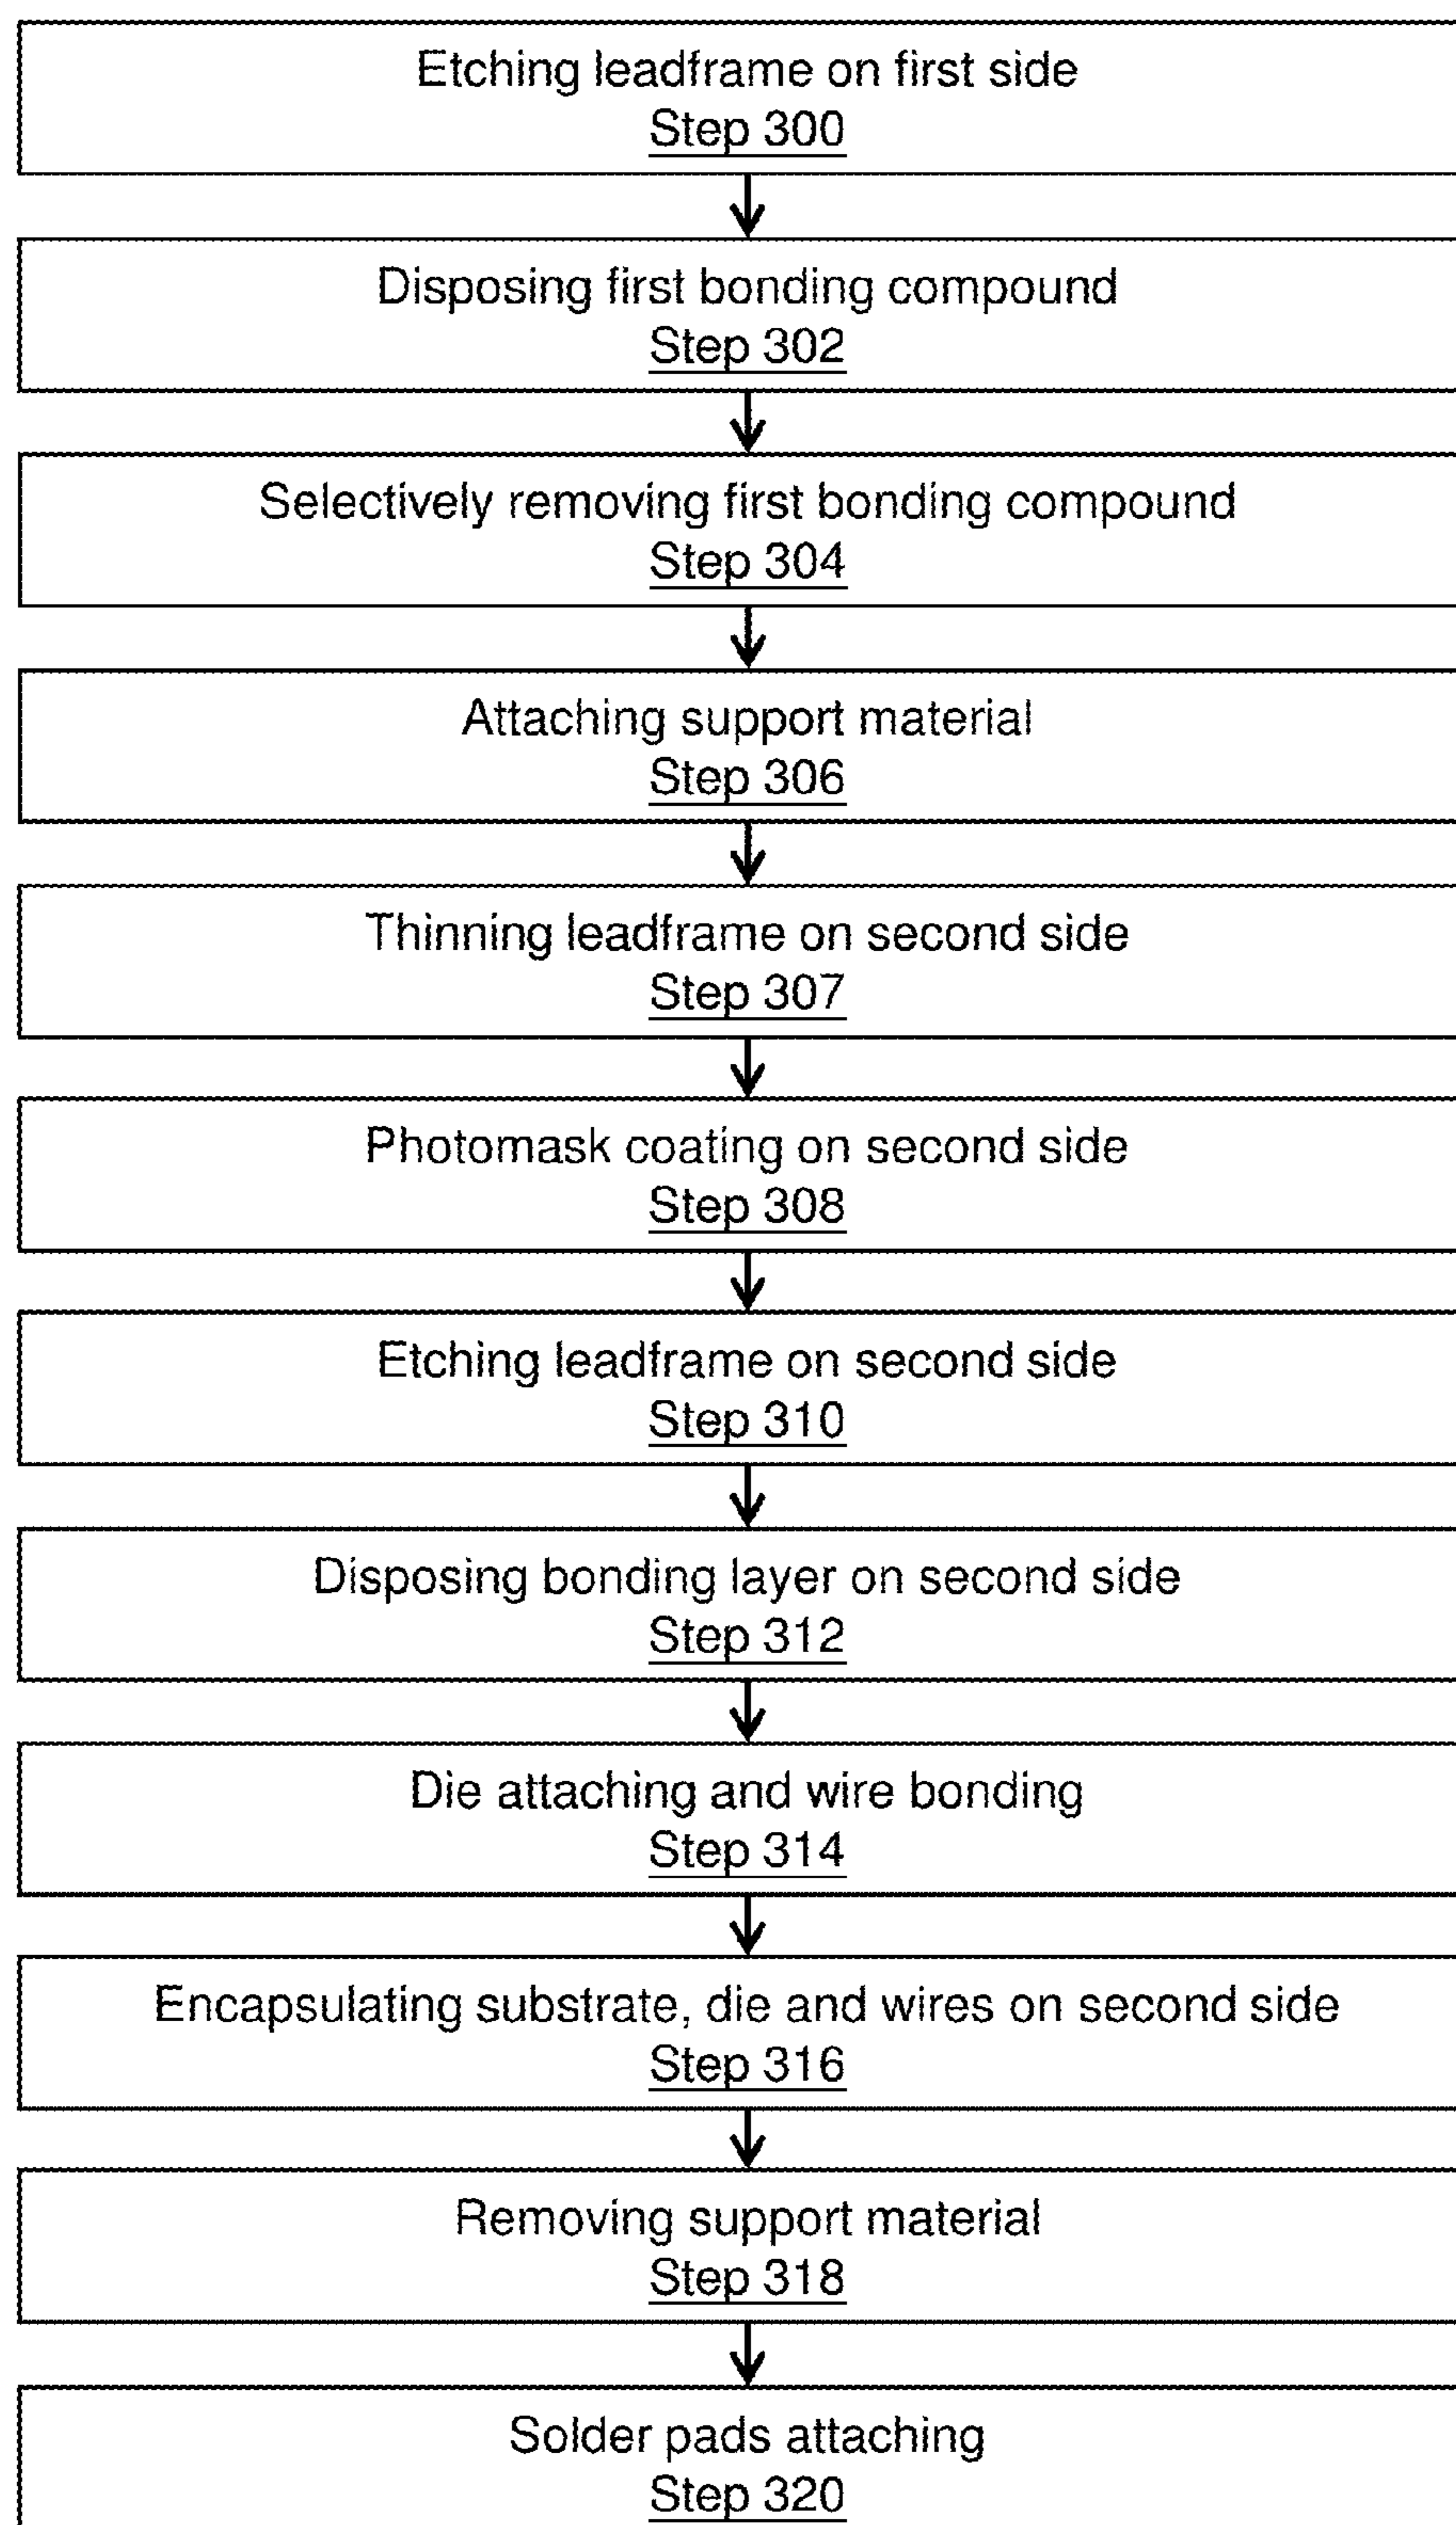 Etching leadframe on first side
Step 300
Disposing first bonding compound
Step 302
Selectively removing first bonding compound
Step 304
Attaching support material
Step 306
Thinning leadframe on second side
Step 307
Photomask coating on second side
Step 308
Etching leadframe on second side
Step 310
Disposing bonding layer on second side
Step 312
Die attaching and wire bonding
Step 314
Encapsulating substrate, die and wires on second side
Step 316
Removing support material
Step 318
Solder pads attaching
Step 320